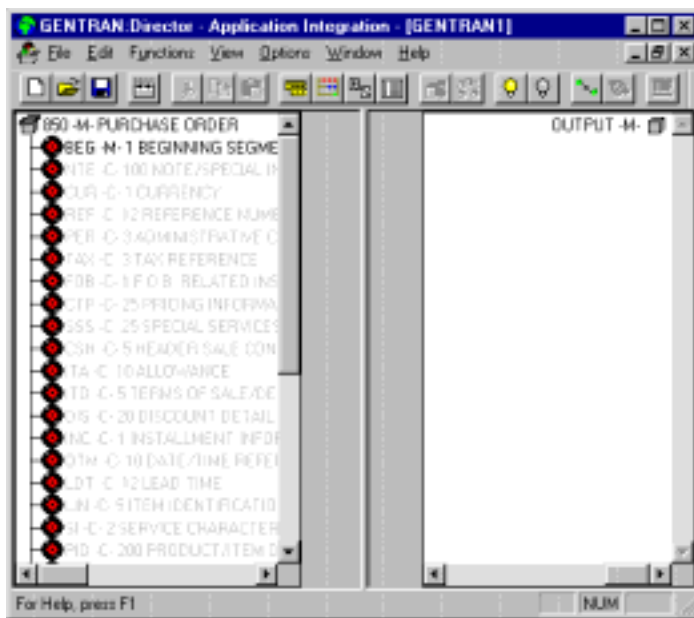 GENTRAN:Director - Application Integration - [GENTRAN1]
File Edit Functions View Options Window Help
850 -M- PURCHASE ORDER
BEG -M- 1 BEGINNING SEGME
NTE -C- 100 NOTE/SPECIAL IN
CUR -C- 1 CURRENCY
REF -C- 12 REFERENCE NUMB
PER -C- 3 ADMINISTRATIVE C
TAX -C- 3 TAX REFERENCE
FOB -C- 1 F.O.B. RELATED INS
CTP -C- 25 PRICING INFORMA
SSS -C- 25 SPECIAL SERVICES
CSH -C- 5 HEADER SALE CON
ITA -C- 10 ALLOWANCE
ITD -C- 5 TERMS OF SALE/DE
DIS -C- 20 DISCOUNT DETAIL
INC -C- 1 INSTALLMENT INFOR
DTM -C- 10 DATE/TIME REFE
LDT -C- 12 LEAD TIME
LIN -C- 5 ITEM IDENTIFICATIO
SI -C- 2 SERVICE CHARACTER
PID -C- 200 PRODUCT/ITEM D
OUTPUT -M-
For Help, press F1
NUM